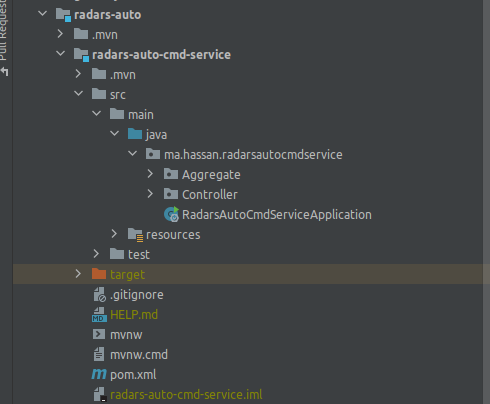 radars-auto
.mvn
radars-auto-cmd-service
.mvn
src
main
java
ma.hassan.radarsautocmdservice
Aggregate
Controller
RadarsAutoCmdServiceApplication
resources
test
target
.gitignore
HELP.md
mvnw
mvnw.cmd
pom.xml
radars-auto-cmd-service.iml
Pull Request